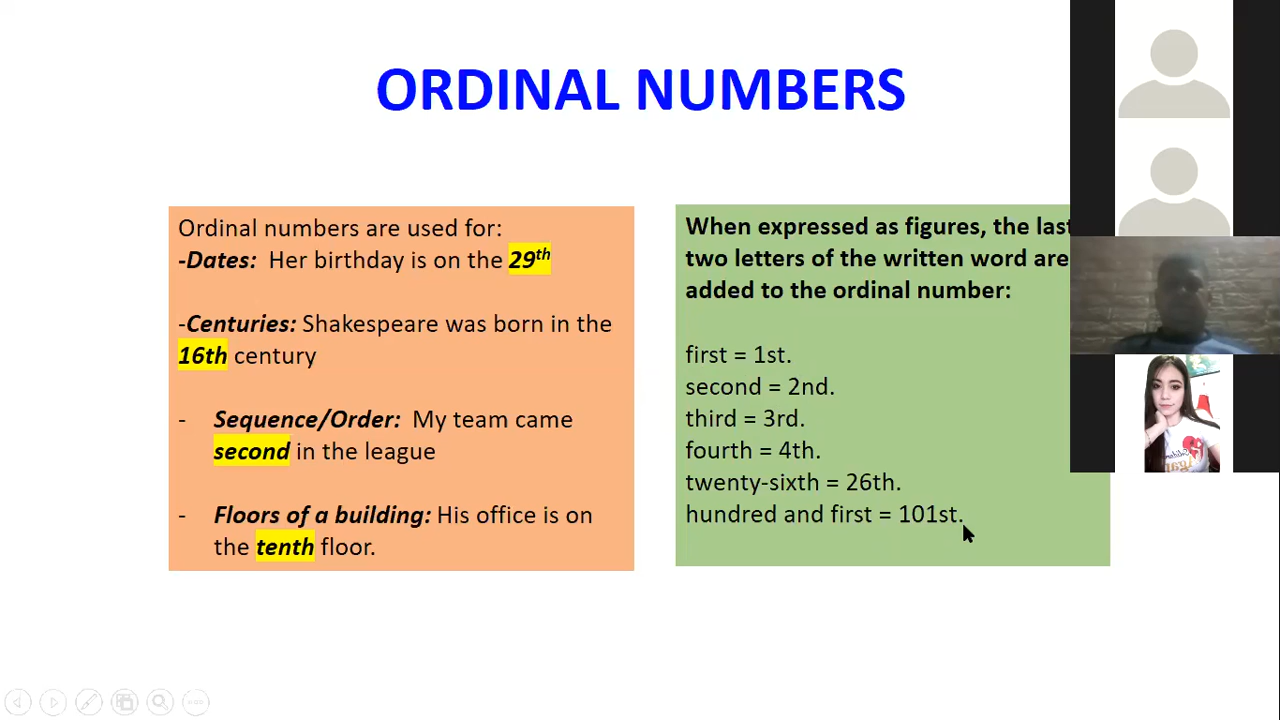 ORDINAL NUMBERS
Ordinal numbers are used for:
-Dates: Her birthday is on the 29th
-Centuries: Shakespeare was born in the
16th century
- Sequence/Order: My team came
second in the league
- Floors of a building: His office is on
the tenth floor.
When expressed as figures, the last
two letters of the written word are
added to the ordinal number:
first = 1st.
second = 2nd.
third = 3rd.
fourth = 4th.
twenty-sixth = 26th.
hundred and first = 101st.